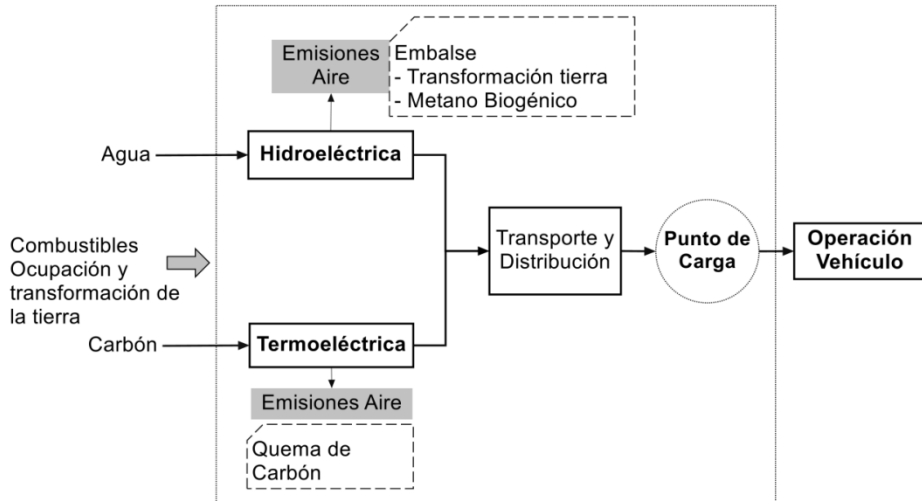 Emisiones
Aire
Embalse
- Transformación tierra
- Metano Biogénico
Agua
Hidroeléctrica
Combustibles
Ocupación y
transformación de
la tierra
Transporte y
Distribución
Punto de
Carga
Operación
Vehículo
Carbón
Termoeléctrica
Emisiones Aire
Quema de
Carbón